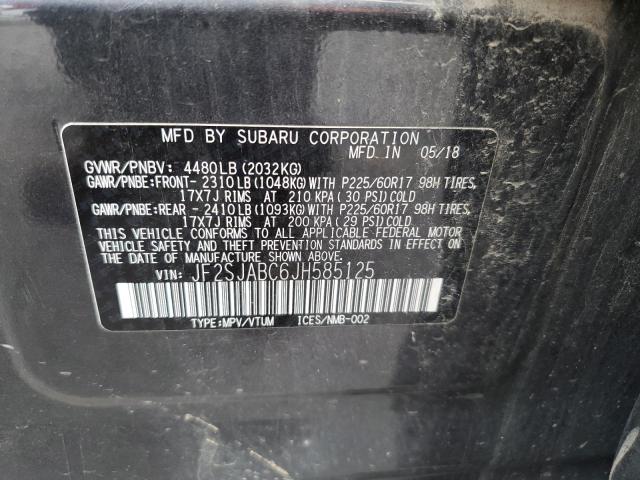 MFD BY SUBARU CORPORATION
MFD IN 05/18
GVWR/PNBV: 4480LB(2032KG)
GAWR/PNBE:FRONT- 2310LB(1048KG)WITH P225/60R17 98H TIRES,
17X7J RIMS AT 210 KPA(30 PSI)COLD
GAWR/PNBE:REAR - 2410LB(1093KG)WITH P225/60R17 98H TIRES,
17X7J RIMS AT 200 KPA(29 PSI)COLD
THIS VEHICLE CONFORMS TO ALL APPLICABLE FEDERAL MOTOR
VEHICLE SAFETY AND THEFT PREVENTION STANDARDS IN EFFECT ON
THE DATE OF MANUFACTURE SHOWN ABOVE.
VIN: JF2SJABC6JH585125
TYPE:MPV/VTUM ICES/NMB-002